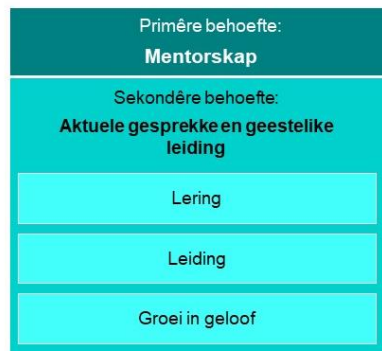 Primêre behoefte:
Mentorskap
Sekondêre behoefte:
Aktuele gesprekke en geestelike
leiding
Lering
Leiding
Groei in geloof